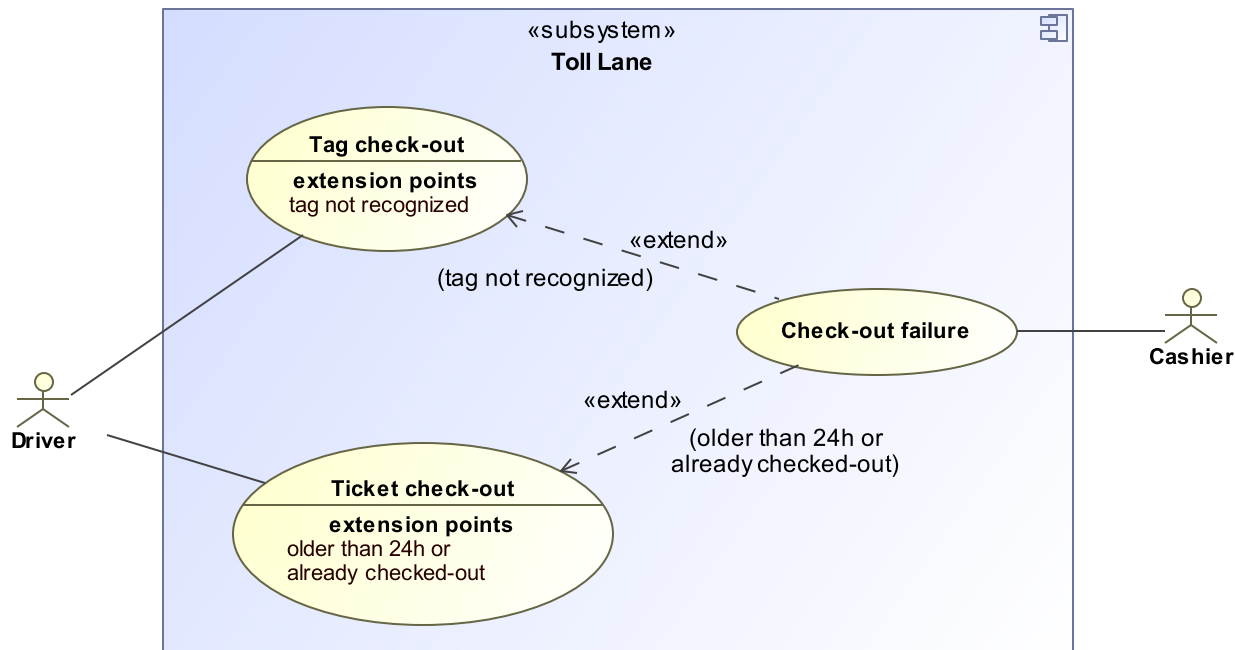 «subsystem»
Toll Lane
Tag check-out
extension points
tag not recognized
«extend»
(tag not recognized)
Check-out failure
Cashier
Driver
«extend»
(older than 24h or
already checked-out)
Ticket check-out
extension points
older than 24h or
already checked-out